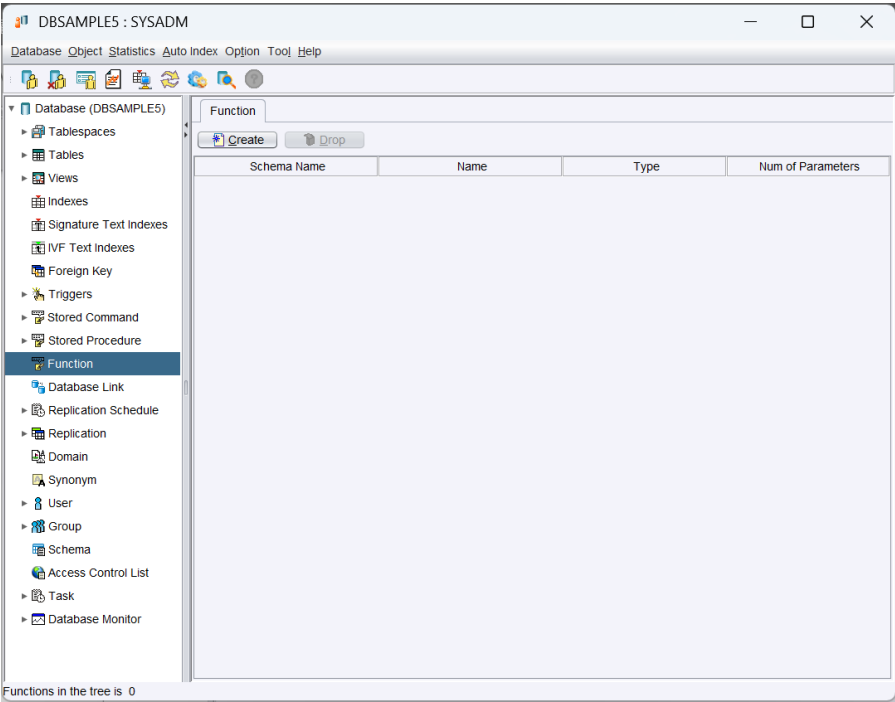 DBSAMPLE5 : SYSADM
Database Object Statistics Auto Index Option Tool Help
Database (DBSAMPLE5)
Tablespaces
Tables
Views
Indexes
Signature Text Indexes
IVF Text Indexes
Foreign Key
Triggers
Stored Command
Stored Procedure
Function
Database Link
Replication Schedule
Replication
Domain
Synonym
User
Group
Schema
Access Control List
Task
Database Monitor
Function
Create Drop
Schema Name Name Type Num of Parameters
Functions in the tree is 0